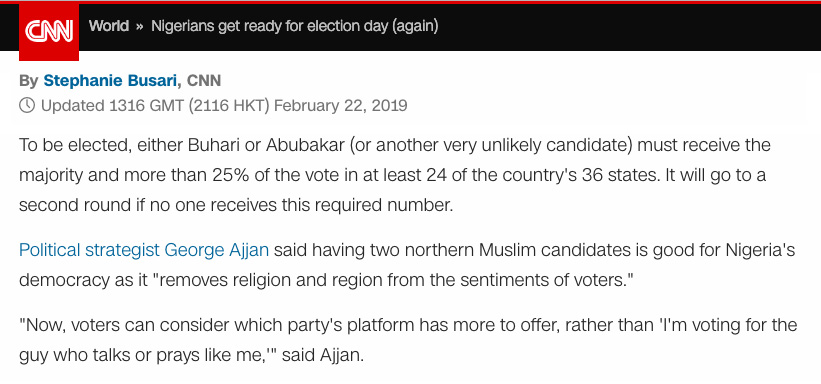 CNN World » Nigerians get ready for election day (again)
By Stephanie Busari, CNN
Updated 1316 GMT (2116 HKT) February 22, 2019
To be elected, either Buhari or Abubakar (or another very unlikely candidate) must receive the
majority and more than 25% of the vote in at least 24 of the country's 36 states. It will go to a
second round if no one receives this required number.
Political strategist George Ajjan said having two northern Muslim candidates is good for Nigeria's
democracy as it "removes religion and region from the sentiments of voters."
"Now, voters can consider which party's platform has more to offer, rather than 'I'm voting for the
guy who talks or prays like me,'" said Ajjan.